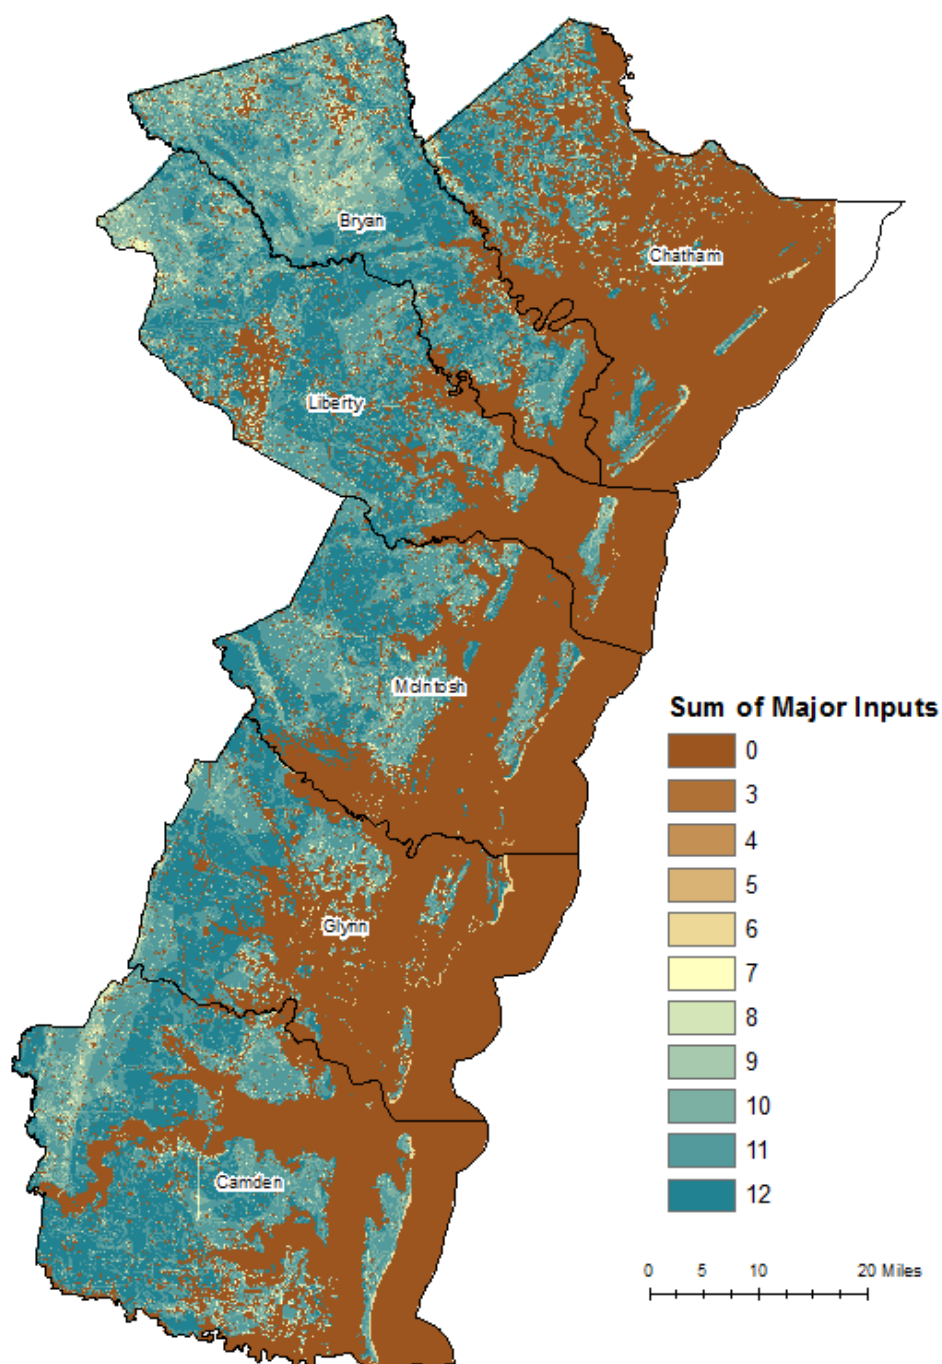 Bryan
Chatham
Liberty
McIntosh
Glynn
Camden
Sum of Major Inputs
0
3
4
5
6
7
8
9
10
11
12
0 5 10 20 Miles